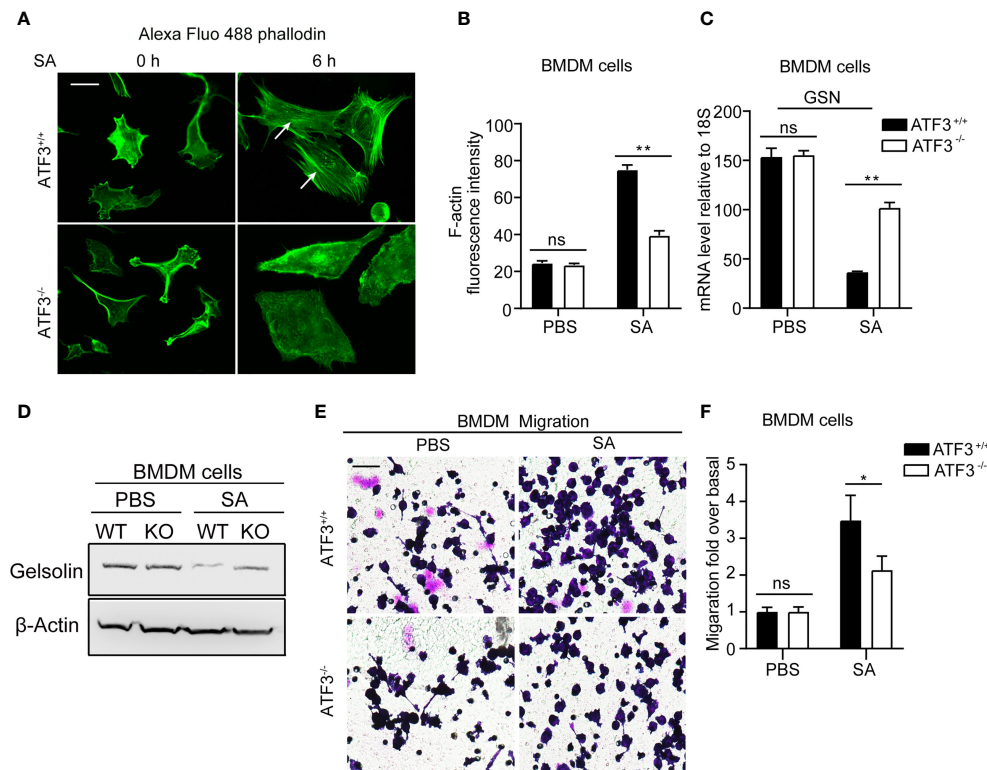 A
Alexa Fluo 488 phallodin
SA 0 h 6 h
ATF3+/+
ATF3-/-
B
BMDM cells
F-actin
fluorescence intensity
100
80
60
40
20
0
ns
**
PBS SA
C
BMDM cells
GSN
mRNA level relative to 18S
200
150
100
50
0
ns
**
PBS SA
ATF3+/+
ATF3-/-
D
BMDM cells
PBS SA
WT KO WT KO
Gelsolin
β-Actin
E
BMDM Migration
PBS SA
ATF3+/+
ATF3-/-
F
BMDM cells
Migration fold over basal
5
4
3
2
1
0
ns
*
PBS SA
ATF3+/+
ATF3-/-